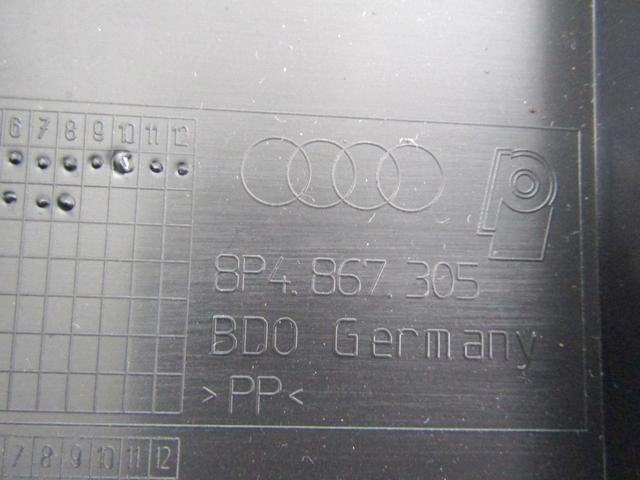 6 7 8 9 10 11 12
8P4.867.305
BDO Germany
>PP<
7 8 9 10 11 12